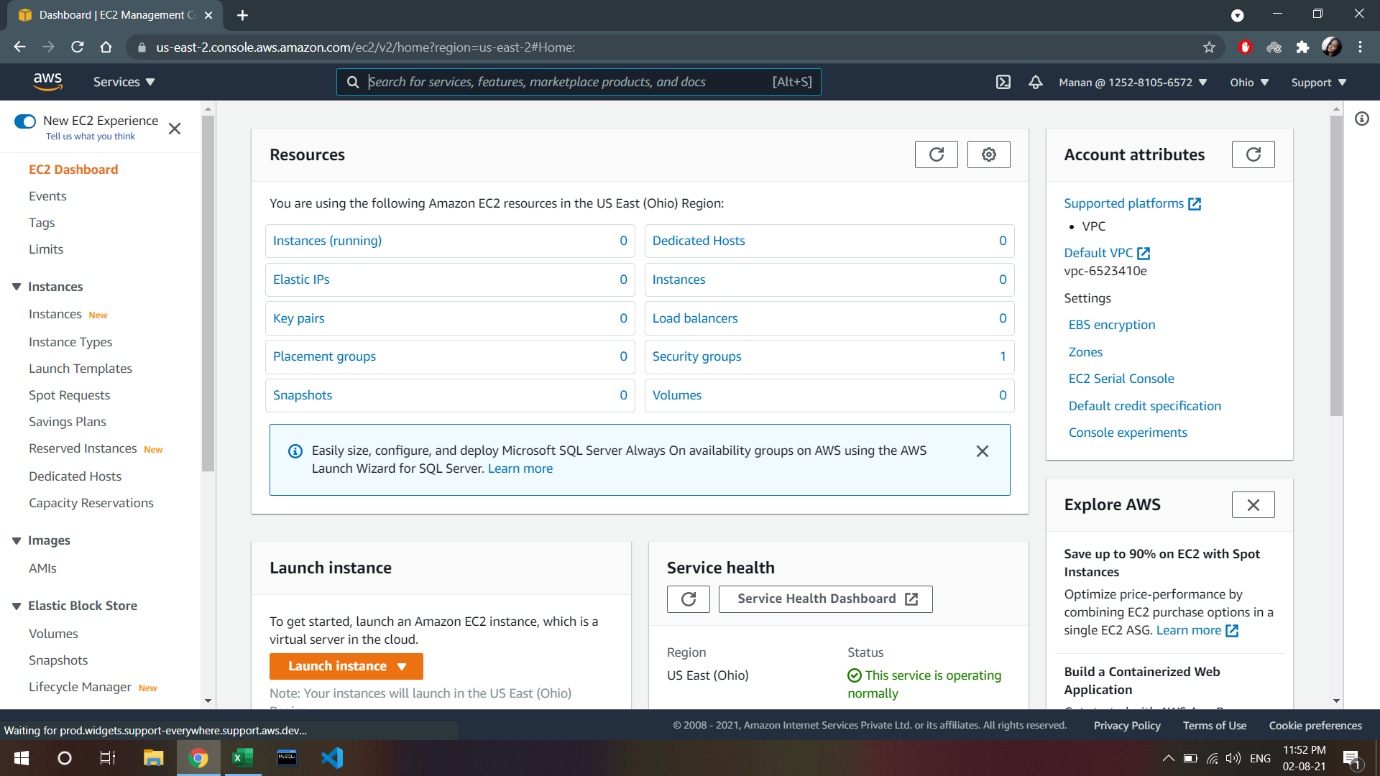 Dashboard | EC2 Management Co
us-east-2.console.aws.amazon.com/ec2/v2/home?region=us-east-2#Home:
aws
Services
Search for services, features, marketplace products, and docs
[Alt+S]
Manan @ 1252-8105-6572
Ohio
Support
New EC2 Experience
Tell us what you think
EC2 Dashboard
Events
Tags
Limits
Instances
Instances New
Instance Types
Launch Templates
Spot Requests
Savings Plans
Reserved Instances New
Dedicated Hosts
Capacity Reservations
Images
AMIs
Elastic Block Store
Volumes
Snapshots
Lifecycle Manager New
Resources
You are using the following Amazon EC2 resources in the US East (Ohio) Region:
Instances (running) 0
Dedicated Hosts 0
Elastic IPs 0
Instances 0
Key pairs 0
Load balancers 0
Placement groups 0
Security groups 1
Snapshots 0
Volumes 0
Easily size, configure, and deploy Microsoft SQL Server Always On availability groups on AWS using the AWS
Launch Wizard for SQL Server. Learn more
Launch instance
To get started, launch an Amazon EC2 instance, which is a
virtual server in the cloud.
Launch instance
Note: Your instances will launch in the US East (Ohio)
Service health
Service Health Dashboard
Region
US East (Ohio)
Status
This service is operating
normally
Account attributes
Supported platforms
• VPC
Default VPC
vpc-6523410e
Settings
EBS encryption
Zones
EC2 Serial Console
Default credit specification
Console experiments
Explore AWS
Save up to 90% on EC2 with Spot
Instances
Optimize price-performance by
combining EC2 purchase options in a
single EC2 ASG. Learn more
Build a Containerized Web
Application
Waiting for prod.widgets.support-everywhere.support.aws.dev...
© 2008 - 2021, Amazon Internet Services Private Ltd. or its affiliates. All rights reserved.
Privacy Policy
Terms of Use
Cookie preferences
MySQL
ENG
11:52 PM
02-08-21
1